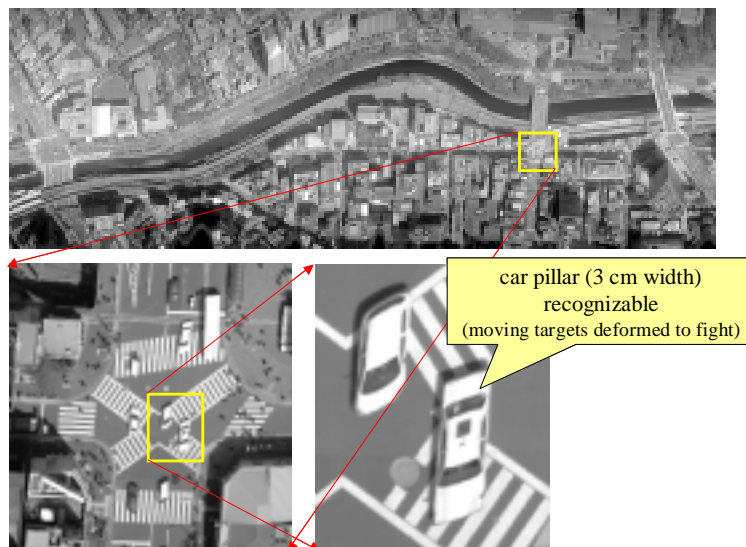 car pillar (3 cm width)
recognizable
(moving targets deformed to fight)